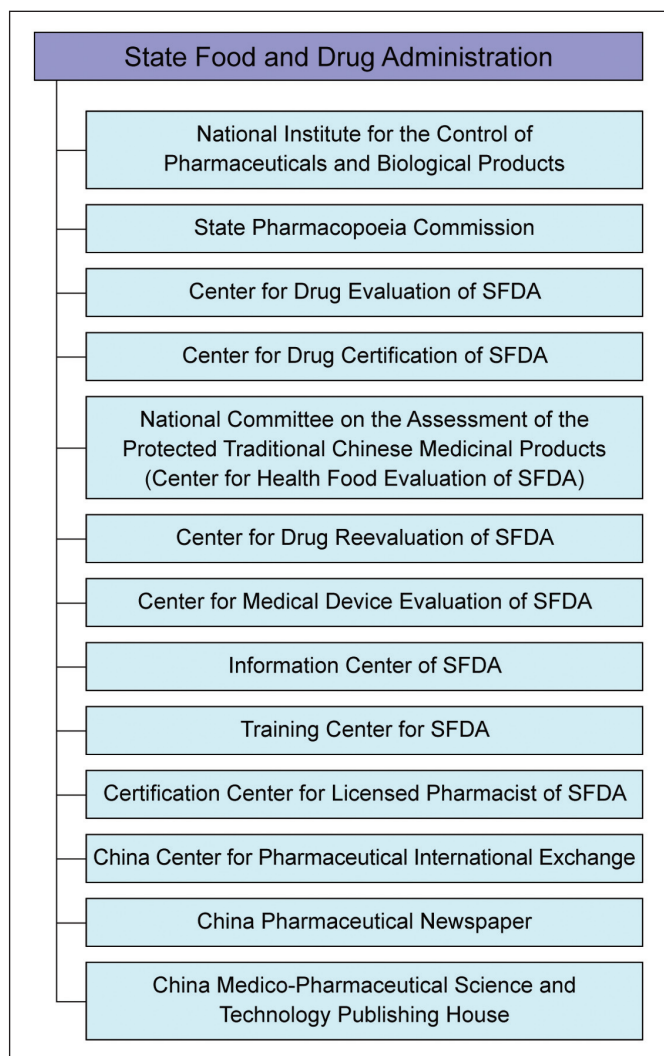 State Food and Drug Administration
National Institute for the Control of
Pharmaceuticals and Biological Products
State Pharmacopoeia Commission
Center for Drug Evaluation of SFDA
Center for Drug Certification of SFDA
National Committee on the Assessment of the
Protected Traditional Chinese Medicinal Products
(Center for Health Food Evaluation of SFDA)
Center for Drug Reevaluation of SFDA
Center for Medical Device Evaluation of SFDA
Information Center of SFDA
Training Center for SFDA
Certification Center for Licensed Pharmacist of SFDA
China Center for Pharmaceutical International Exchange
China Pharmaceutical Newspaper
China Medico-Pharmaceutical Science and
Technology Publishing House